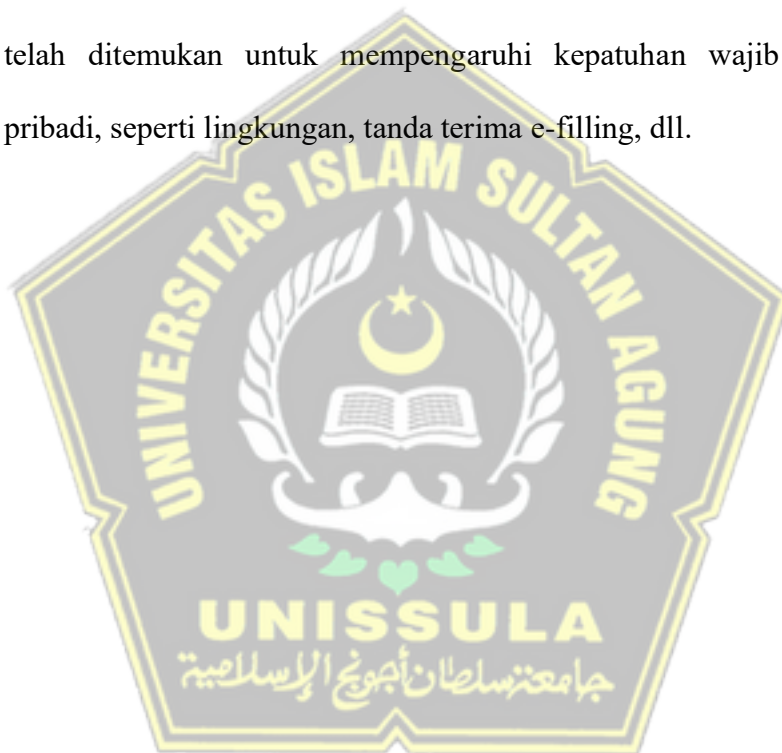 telah ditemukan untuk mempengaruhi kepatuhan wajib
pribadi, seperti lingkungan, tanda terima e-filling, dll.
UNIVERSITAS ISLAM SULTAN AGUNG
UNISSULA
جامعة سلطان أجونج الإسلامية